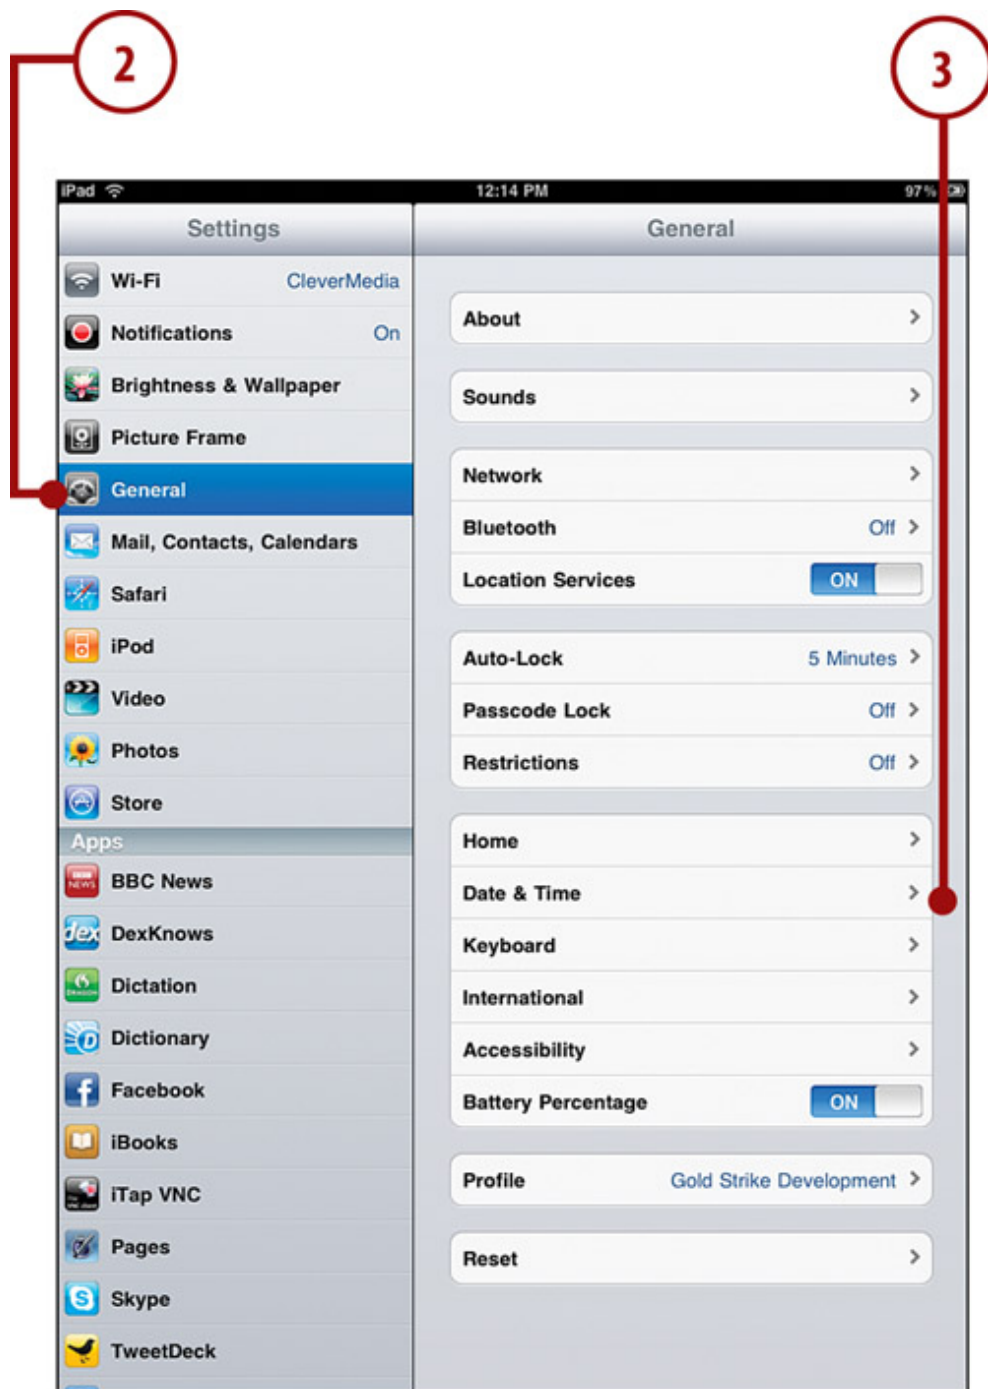 2
3
iPad 12:14 PM 97%
Settings
General
Wi-Fi CleverMedia
Notifications On
Brightness & Wallpaper
Picture Frame
General
Mail, Contacts, Calendars
Safari
iPod
Video
Photos
Store
Apps
BBC News
DexKnows
Dictation
Dictionary
Facebook
iBooks
iTap VNC
Pages
Skype
TweetDeck
About
Sounds
Network
Bluetooth Off
Location Services ON
Auto-Lock 5 Minutes
Passcode Lock Off
Restrictions Off
Home
Date & Time
Keyboard
International
Accessibility
Battery Percentage ON
Profile Gold Strike Development
Reset